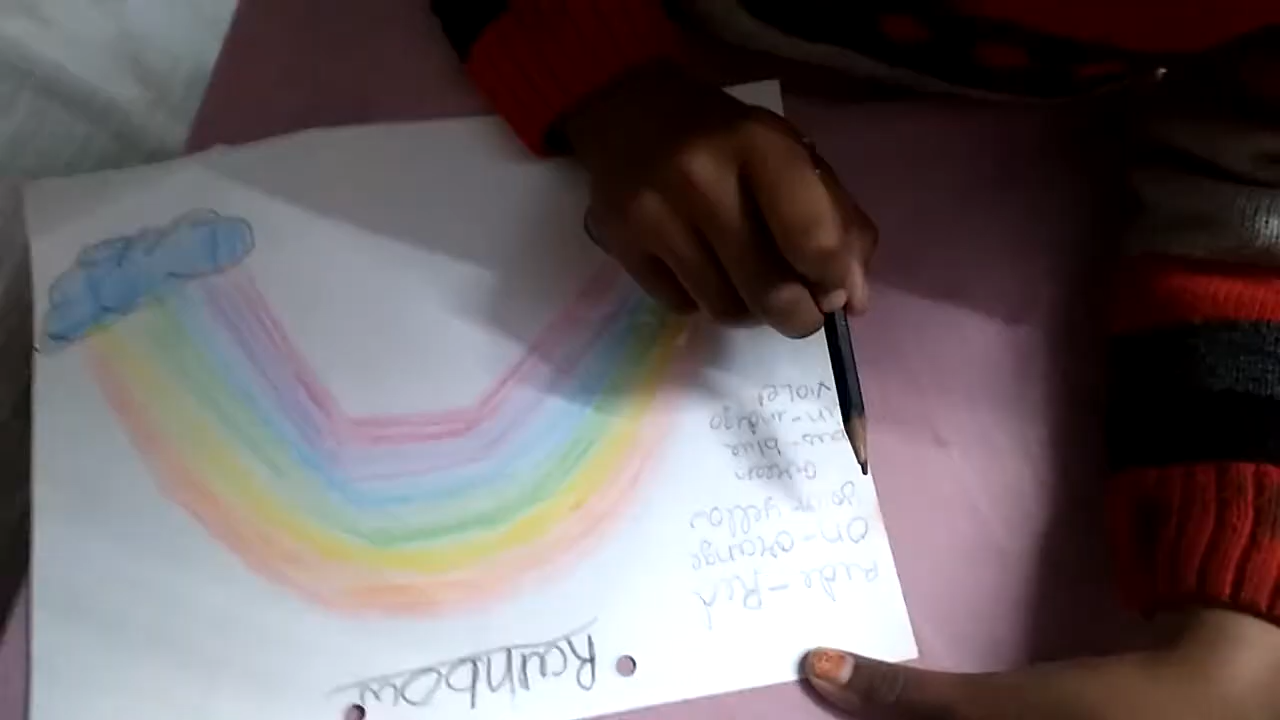 Rainbow
Ride-Red
on-orange
your yellow
Green
bus-blue
in-indigo
VIOLet